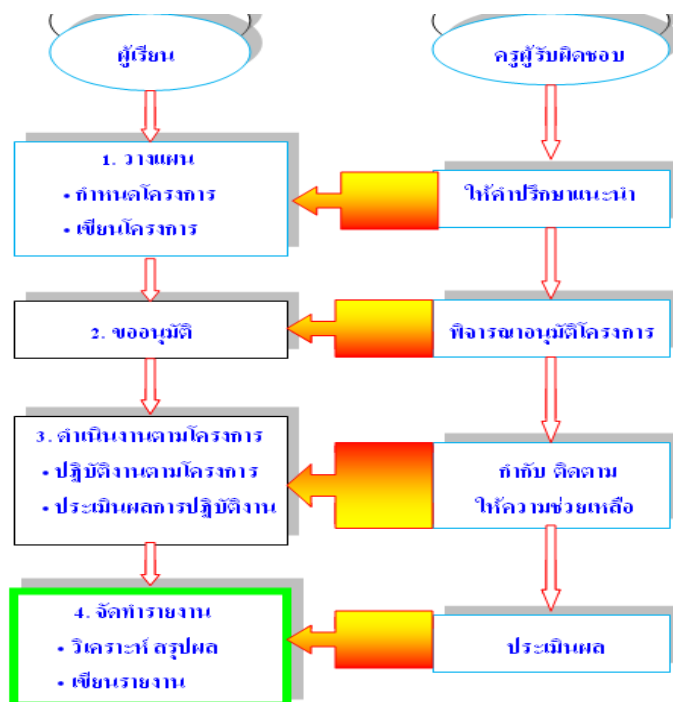 ผู้เรียน
ครูผู้รับผิดชอบ
1. วางแผน
• กำหนดโครงการ
• เขียนโครงการ
ให้คำปรึกษาแนะนำ
2. ขออนุมัติ
พิจารณาอนุมัติโครงการ
3. ดำเนินงานตามโครงการ
• ปฏิบัติงานตามโครงการ
• ประเมินผลการปฏิบัติงาน
กำกับ ติดตาม
ให้ความช่วยเหลือ
4. จัดทำรายงาน
• วิเคราะห์ สรุปผล
• เขียนรายงาน
ประเมินผล